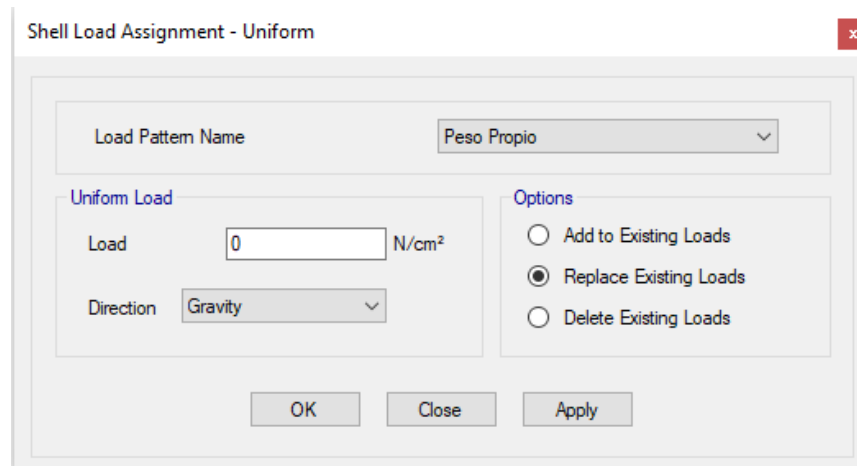 Shell Load Assignment - Uniform
x
Load Pattern Name
Peso Propio
Uniform Load
Load
0
N/cm²
Direction
Gravity
Options
Add to Existing Loads
Replace Existing Loads
Delete Existing Loads
OK
Close
Apply